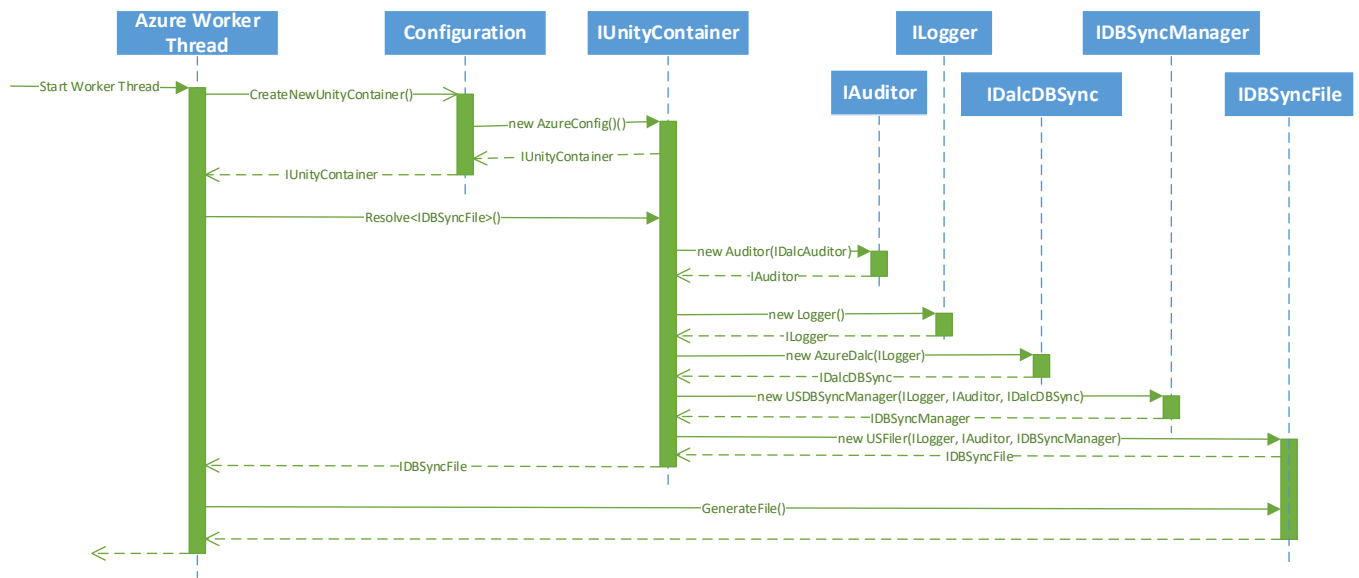 Azure Worker
Thread
Configuration
IUnityContainer
ILogger
IDBSyncManager
IAuditor
IDalcDBSync
IDBSyncFile
Start Worker Thread
CreateNewUnityContainer()
new AzureConfig()()
IUnityContainer
IUnityContainer
Resolve<IDBSyncFile>()
new Auditor(IDalcAuditor)
IAuditor
new Logger()
ILogger
new AzureDalc(ILogger)
IDalcDBSync
new USDBSyncManager(ILogger, IAuditor, IDalcDBSync)
IDBSyncManager
new USFiler(ILogger, IAuditor, IDBSyncManager)
IDBSyncFile
IDBSyncFile
GenerateFile()